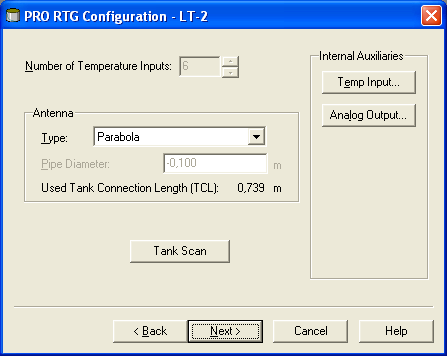 PRO RTG Configuration - LT-2
Number of Temperature Inputs: 6
Internal Auxiliaries
Temp Input...
Analog Output...
Antenna
Type: Parabola
Pipe Diameter: -0,100 m
Used Tank Connection Length (TCL): 0,739 m
Tank Scan
< Back Next > Cancel Help